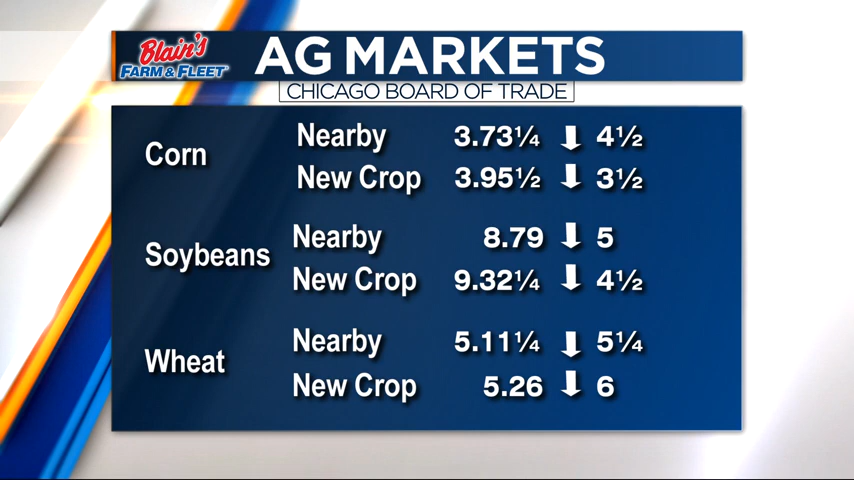 Blain's
FARM & FLEET
AG MARKETS
CHICAGO BOARD OF TRADE
Corn
Nearby 3.73¼ ⬇ 4½
New Crop 3.95½ ⬇ 3½
Soybeans
Nearby 8.79 ⬇ 5
New Crop 9.32¼ ⬇ 4½
Wheat
Nearby 5.11¼ ⬇ 5¼
New Crop 5.26 ⬇ 6